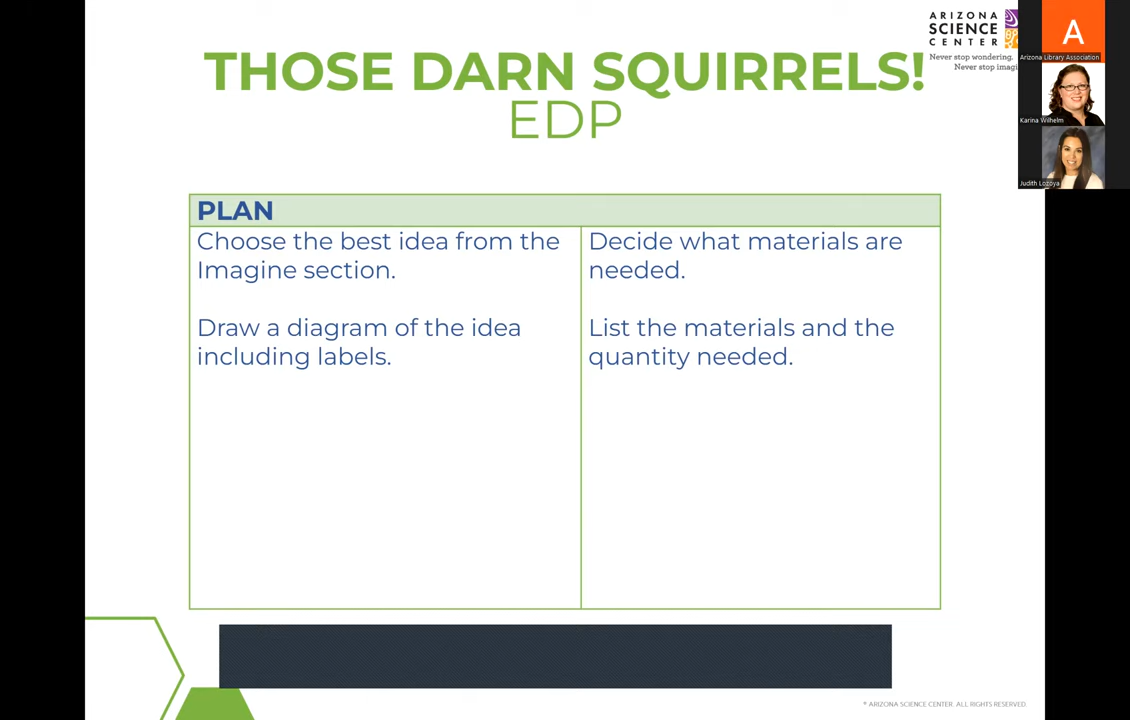 ARIZONA
SCIENCE
CENTER
Never stop wondering.
Never stop imagi
A
Arizona Library Association
Karina Wilhelm
Judith Lozoya
THOSE DARN SQUIRRELS!
EDP
PLAN
Choose the best idea from the
Imagine section.
Draw a diagram of the idea
including labels.
Decide what materials are
needed.
List the materials and the
quantity needed.
© ARIZONA SCIENCE CENTER. ALL RIGHTS RESERVED.